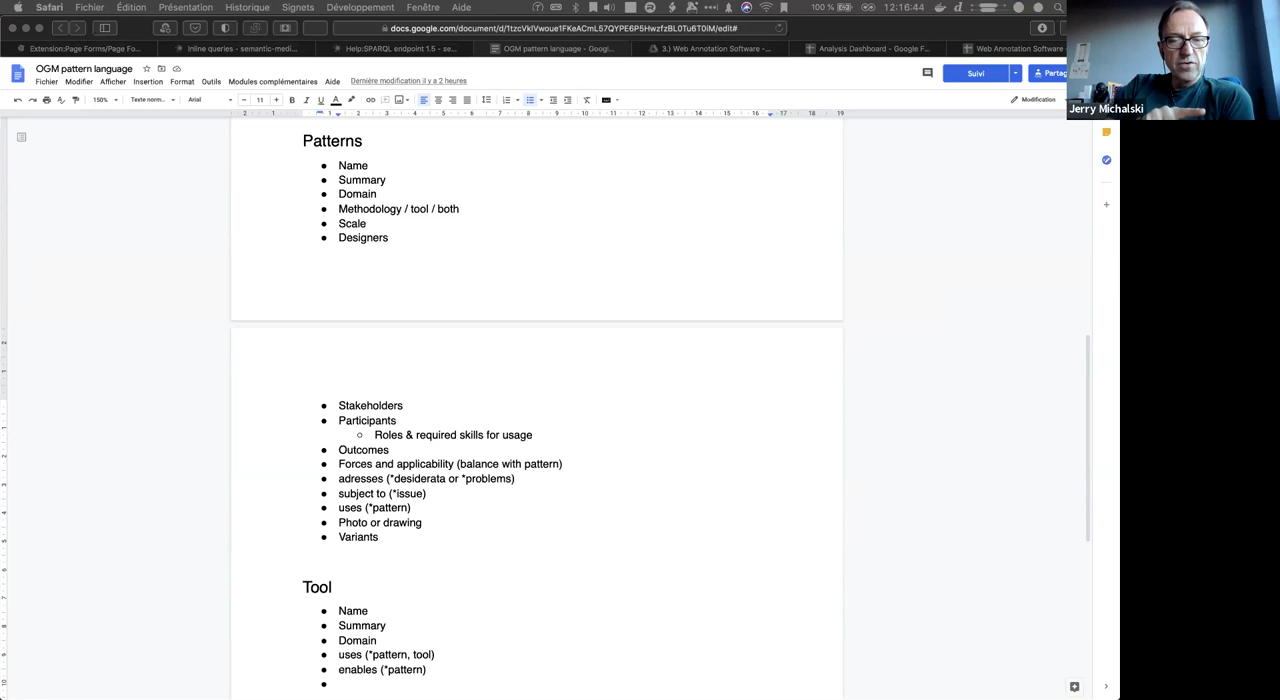 Safari Fichier Édition Présentation Historique Signets Développement Fenêtre Aide 100 % 12:16:44
docs.google.com/document/d/1tzcVklVwoue1FKeACmL57QYPE6P5HwzfzBL0Tu6T0iM/edit#
Extension:Page Forms/Page Fo... Inline queries - semantic-medi... Help:SPARQL endpoint 1.5 - se... OGM pattern language - Googl... 3.) Web Annotation Software -... Analysis Dashboard - Google F... Web Annotation Software
OGM pattern language
Fichier Modifier Afficher Insertion Format Outils Modules complémentaires Aide Dernière modification il y a 2 heures
Suivi Partag
150% Texte norm... Arial 11 Modification
Jerry Michalski
Patterns
Name
Summary
Domain
Methodology / tool / both
Scale
Designers
Stakeholders
Participants
Roles & required skills for usage
Outcomes
Forces and applicability (balance with pattern)
adresses (*desiderata or *problems)
subject to (*issue)
uses (*pattern)
Photo or drawing
Variants
Tool
Name
Summary
Domain
uses (*pattern, tool)
enables (*pattern)